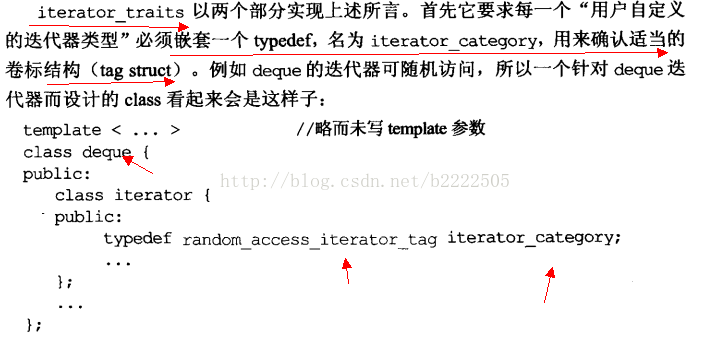 iterator_traits 以两个部分实现上述所言。首先它要求每一个“用户自定义
的迭代器类型”必须嵌套一个 typedef，名为 iterator_category，用来确认适当的
卷标结构（tag struct）。例如 deque 的迭代器可随机访问，所以一个针对 deque 迭
代器而设计的 class 看起来会是这样子：
template < ... > //略而未写 template 参数
class deque {
public:
class iterator {
public:
http://blog.csdn.net/b2222505
typedef random_access_iterator_tag iterator_category;
...
};
...
};